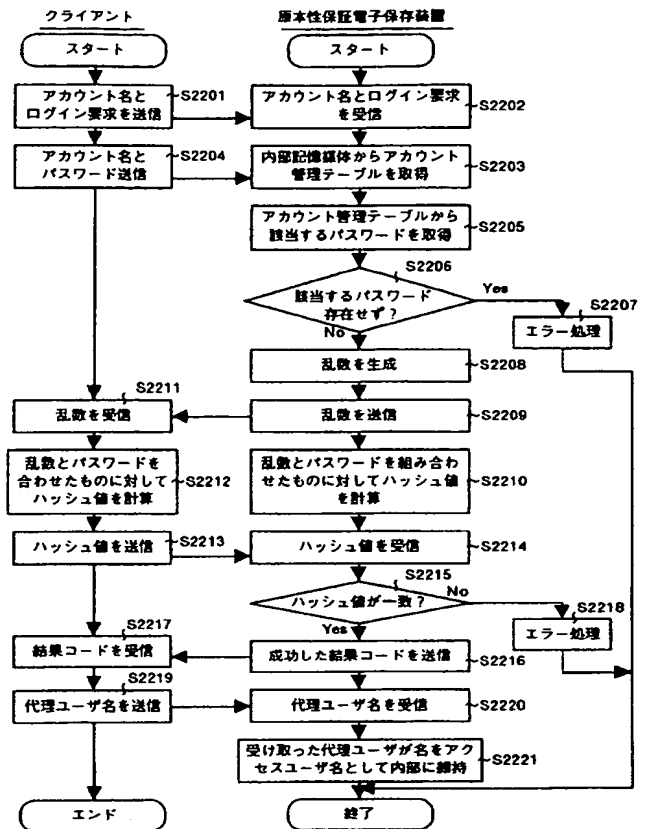 クライアント
原本性保証電子保存装置
スタート
スタート
アカウント名と
ログイン要求を送信
S2201
アカウント名とログイン要求
を受信
S2202
アカウント名と
パスワード送信
S2204
内部記憶媒体からアカウント
管理テーブルを取得
S2203
アカウント管理テーブルから
該当するパスワードを取得
S2205
S2206
該当するパスワード
存在せず?
Yes
No
S2207
エラー処理
乱数を生成
S2208
S2211
乱数を受信
乱数を送信
S2209
乱数とパスワードを
合わせたものに対して
ハッシュ値を計算
S2212
乱数とパスワードを組み合わ
せたものに対してハッシュ値
を計算
S2210
ハッシュ値を送信
S2213
ハッシュ値を受信
S2214
S2215
ハッシュ値が一致?
No
Yes
S2218
エラー処理
S2217
結果コードを受信
成功した結果コードを送信
S2216
S2219
代理ユーザ名を送信
代理ユーザ名を受信
S2220
受け取った代理ユーザが名をアク
セスユーザ名として内部に維持
S2221
エンド
終了